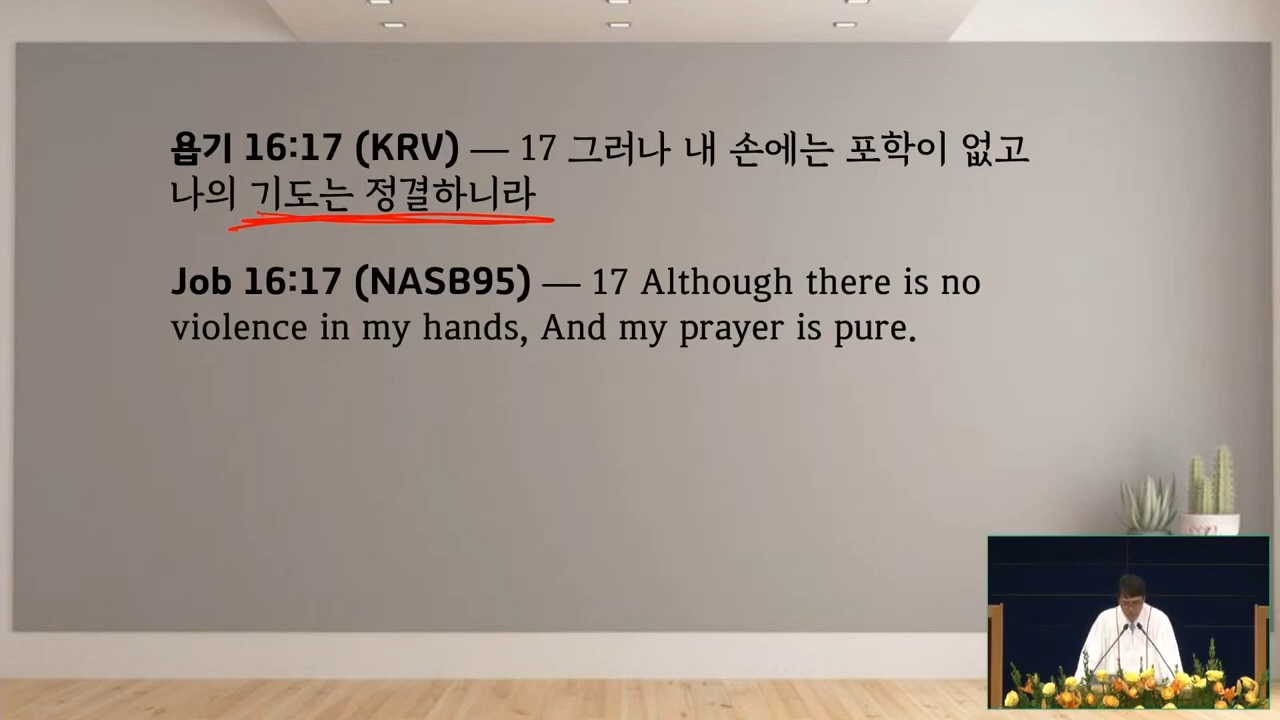 욥기 16:17 (KRV) — 17 그러나 내 손에는 포학이 없고
나의 기도는 정결하니라
Job 16:17 (NASB95) — 17 Although there is no
violence in my hands, And my prayer is pure.